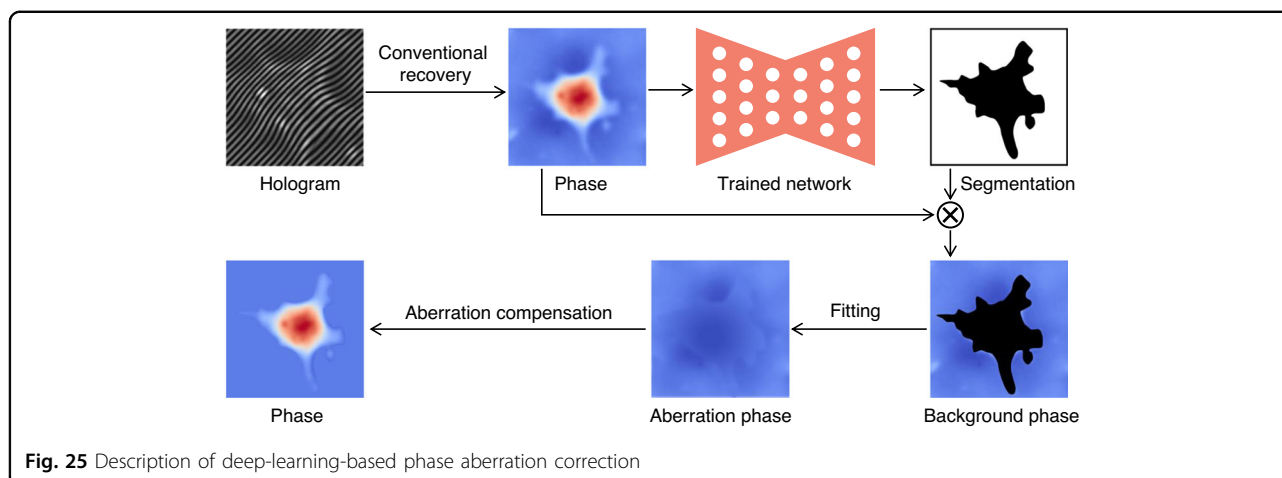 Conventional
recovery
Hologram
Phase
Trained network
Segmentation
Aberration compensation
Fitting
Phase
Aberration phase
Background phase
Fig. 25 Description of deep-learning-based phase aberration correction